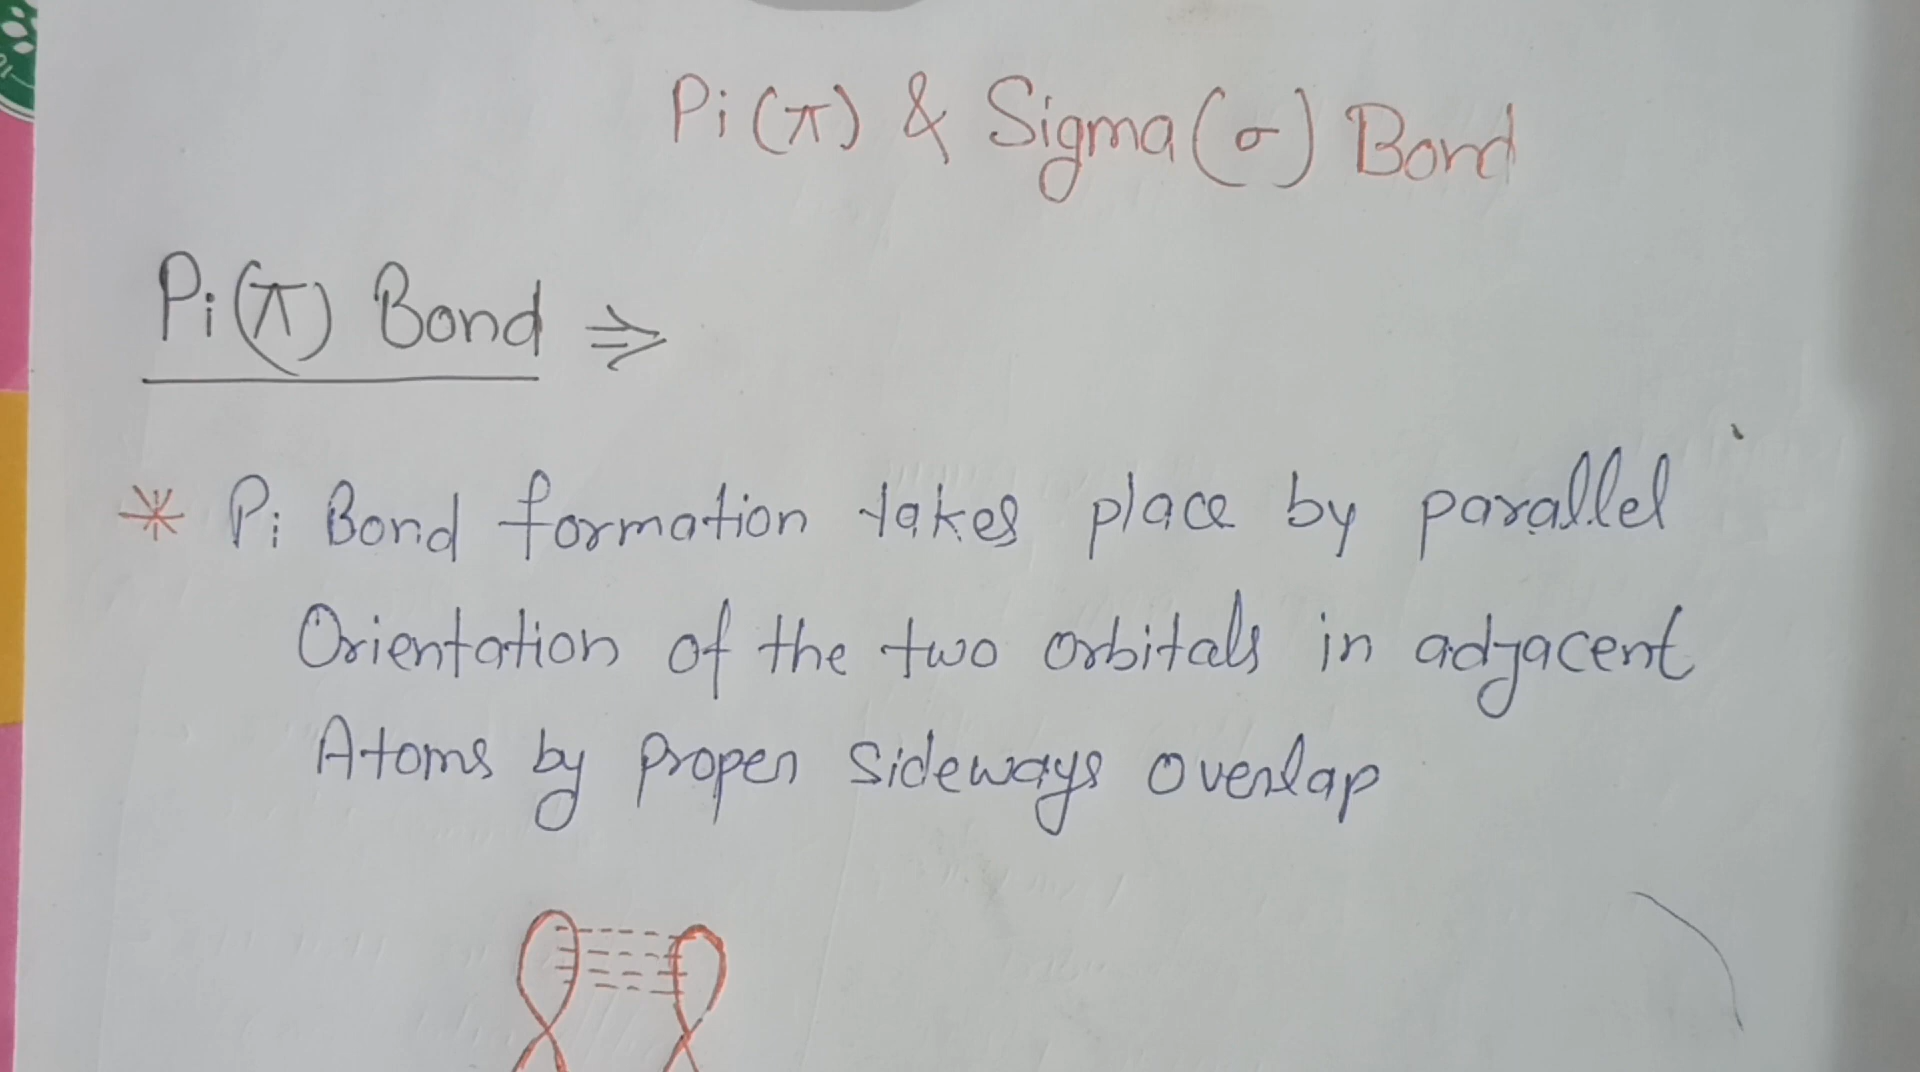 Pi (π) & Sigma (σ) Bond
Pi (π) Bond ⇒
* Pi Bond formation takes place by parallel
Orientation of the two orbitals in adjacent
Atoms by proper sideways overlap